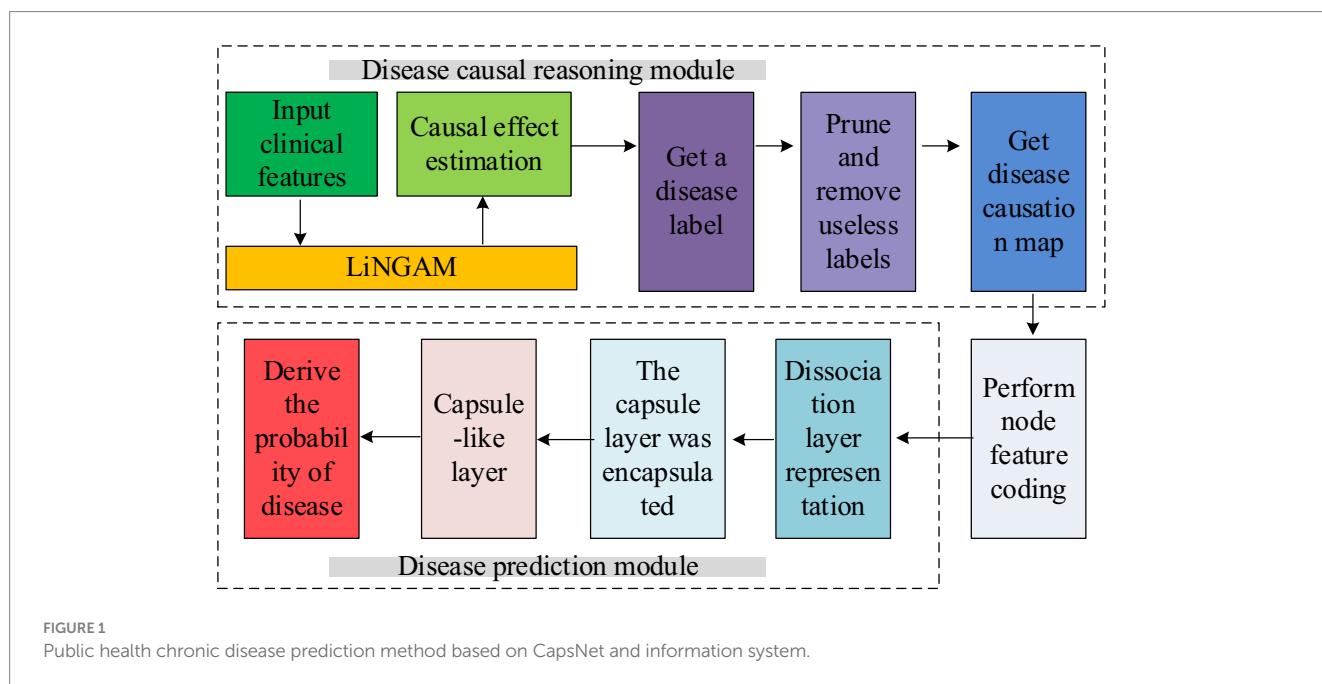 Disease causal reasoning module
Input
clinical
features
Causal effect
estimation
LiNGAM
Get a
disease
label
Prune
and
remove
useless
labels
Get
disease
causatio
n map
Perform
node
feature
coding
Dissocia
tion
layer
represen
tation
The
capsule
layer was
encapsula
ted
Capsule
-like
layer
Derive
the
probabil
ity of
disease
Disease prediction module
FIGURE 1
Public health chronic disease prediction method based on CapsNet and information system.